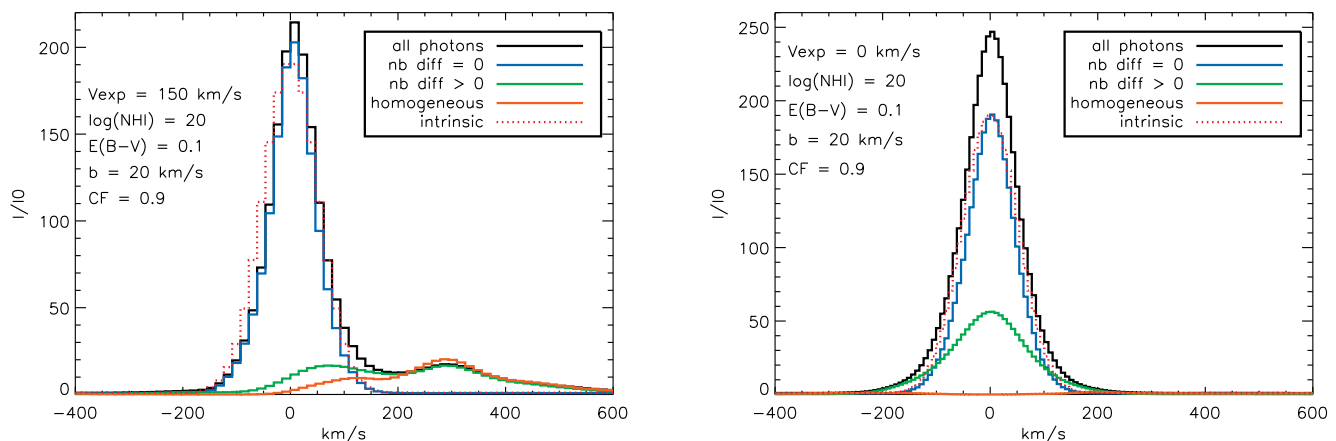 all photons
nb diff = 0
nb diff > 0
homogeneous
intrinsic
Vexp = 150 km/s
log(NHI) = 20
E(B−V) = 0.1
b = 20 km/s
CF = 0.9
I/I0
200
150
100
50
0
−400 −200 0 200 400 600
km/s
all photons
nb diff = 0
nb diff > 0
homogeneous
intrinsic
Vexp = 0 km/s
log(NHI) = 20
E(B−V) = 0.1
b = 20 km/s
CF = 0.9
I/I0
250
200
150
100
50
0
−400 −200 0 200 400 600
km/s